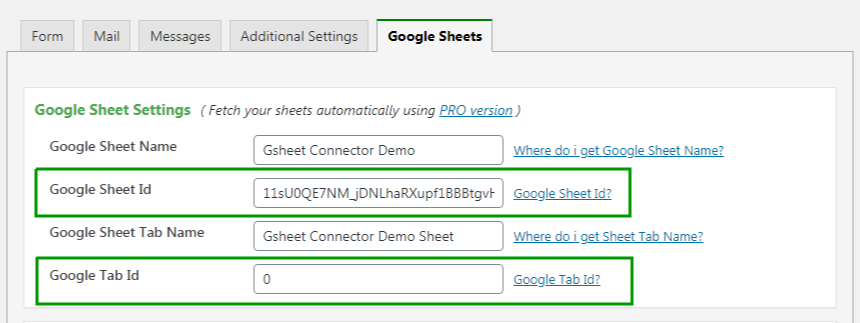 Form Mail Messages Additional Settings Google Sheets
Google Sheet Settings ( Fetch your sheets automatically using PRO version )
Google Sheet Name Gsheet Connector Demo Where do i get Google Sheet Name?
Google Sheet Id 11sU0QE7NM_jDNLhaRXupf1BBBtgvH Google Sheet Id?
Google Sheet Tab Name Gsheet Connector Demo Sheet Where do i get Sheet Tab Name?
Google Tab Id 0 Google Tab Id?